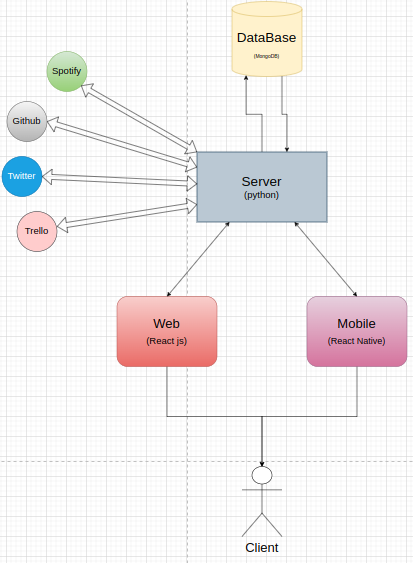 DataBase
(MongoDB)
Spotify
Github
Twitter
Trello
Server
(python)
Web
(React js)
Mobile
(React Native)
Client